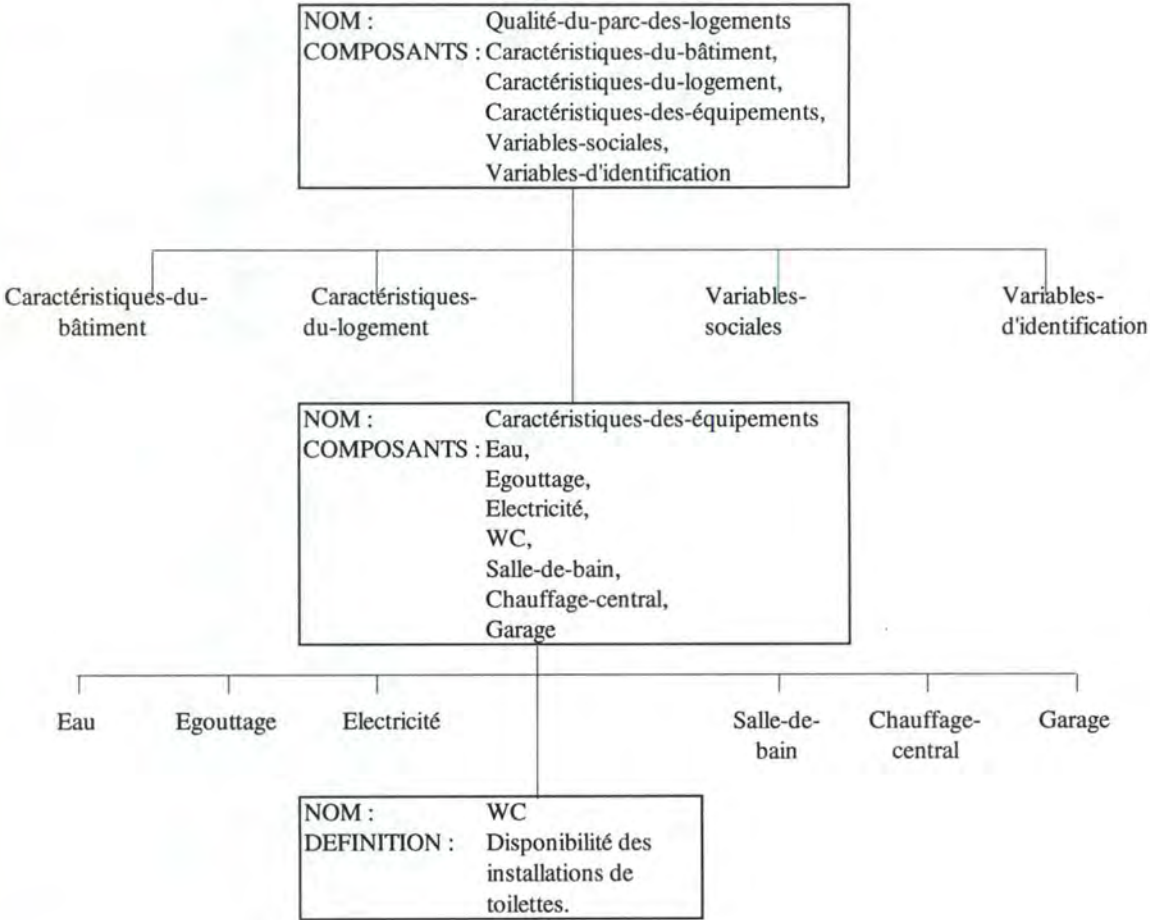 NOM : Qualité-du-parc-des-logements
COMPOSANTS : Caractéristiques-du-bâtiment,
Caractéristiques-du-logement,
Caractéristiques-des-équipements,
Variables-sociales,
Variables-d'identification
Caractéristiques-du-
bâtiment
Caractéristiques-
du-logement
Variables-
sociales
Variables-
d'identification
NOM : Caractéristiques-des-équipements
COMPOSANTS : Eau,
Egouttage,
Electricité,
WC,
Salle-de-bain,
Chauffage-central,
Garage
Eau
Egouttage
Electricité
Salle-de-
bain
Chauffage-
central
Garage
NOM : WC
DEFINITION : Disponibilité des
installations de
toilettes.